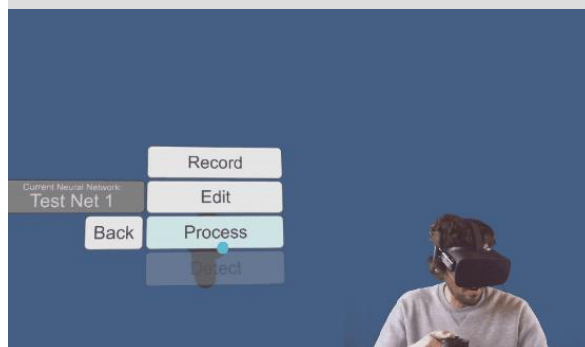 Record
Current Neural Network:
Test Net 1
Edit
Back
Process
Detect